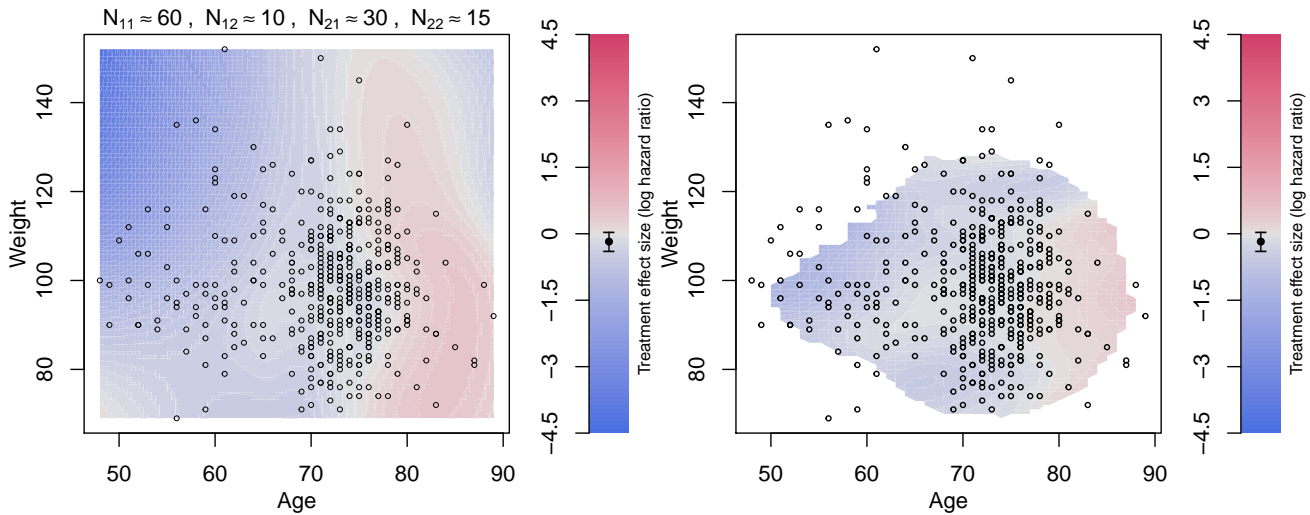 N₁₁ ≈ 60 , N₁₂ ≈ 10 , N₂₁ ≈ 30 , N₂₂ ≈ 15
Weight
140
120
100
80
50 60 70 80 90
Age
4.5
3
1.5
0
−1.5
−3
−4.5
Treatment effect size (log hazard ratio)
Weight
140
120
100
80
50 60 70 80 90
Age
4.5
3
1.5
0
−1.5
−3
−4.5
Treatment effect size (log hazard ratio)